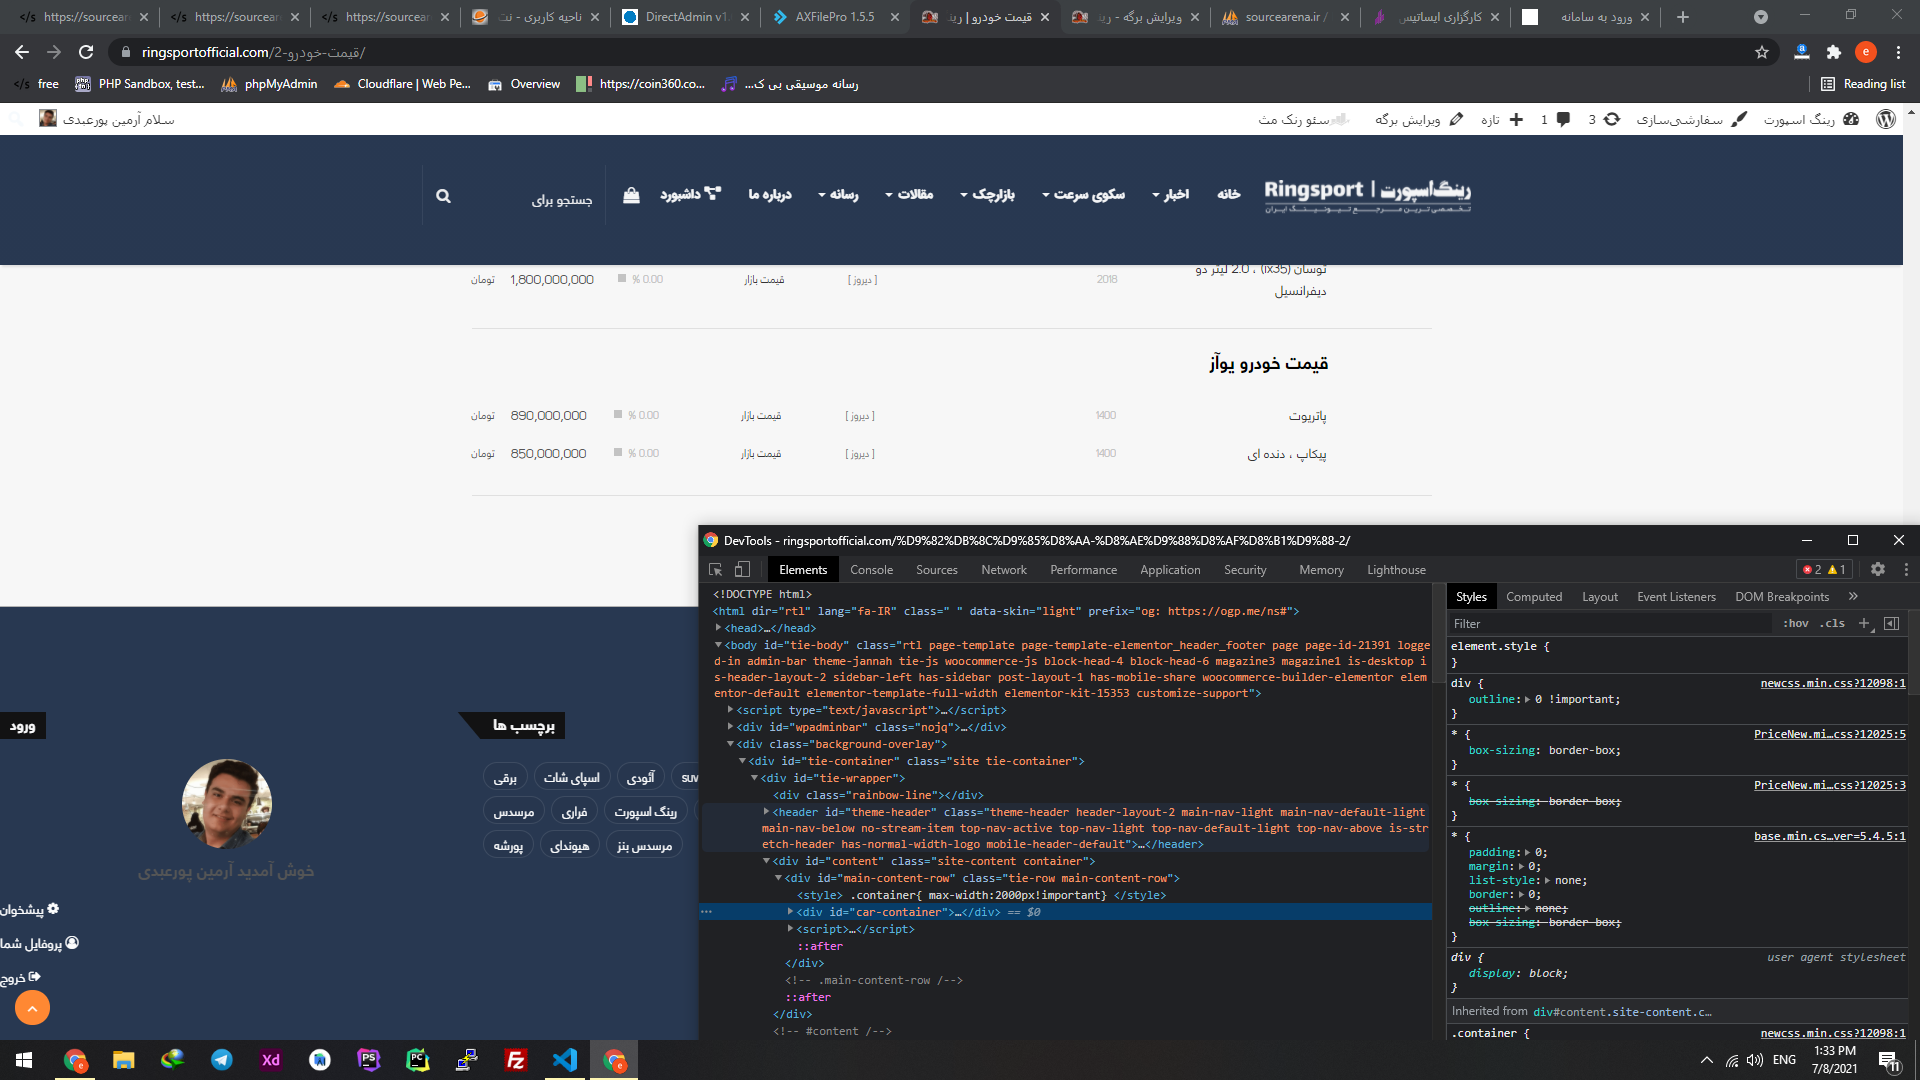 https://sourcear
https://sourcear
https://sourcear
ناحیه کاربری - نت
DirectAdmin v1.
AXFilePro 1.5.5
قیمت خودرو | رین
ویرایش برگه - رین
sourcearena.ir /
کارگزاری ایساتیس
ورود به سامانه
ringsportofficial.com/قیمت-خودرو-2/
e
</> free
PHP Sandbox, test...
phpMyAdmin
Cloudflare | Web Pe...
Overview
https://coin360.co...
رسانه موسیقی بی ک...
Reading list
رینگ اسپورت
سفارشی‌سازی
3
1
تازه
ویرایش برگه
سئو رنک مث
سلام آرمین پورعبدی
رینگ‌اسپورت | Ringsport
تخصصی ترین مرجع تیونینگ ایران
خانه
اخبار
سکوی سرعت
بازارچک
مقالات
رسانه
درباره ما
داشبورد
جستجو برای
توسان (ix35) ، 2.0 لیتر دو
دیفرانسیل
2018
[ دیروز ]
قیمت بازار
0.00 %
1,800,000,000
تومان
قیمت خودرو یوآز
پاتریوت
1400
[ دیروز ]
قیمت بازار
0.00 %
890,000,000
تومان
پیکاپ ، دنده ای
1400
[ دیروز ]
قیمت بازار
0.00 %
850,000,000
تومان
برچسب ها
ورود
suv
آئودی
اسپای شات
برقی
رینگ اسپورت
فراری
مرسدس
مرسدس بنز
هیوندای
پورشه
خوش آمدید آرمین پورعبدی
پیشخوان
پروفایل شما
خروج
DevTools - ringsportofficial.com/%D9%82%DB%8C%D9%85%D8%AA-%D8%AE%D9%88%D8%AF%D8%B1%D9%88-2/
Elements
Console
Sources
Network
Performance
Application
Security
Memory
Lighthouse
2
1
<!DOCTYPE html>
<html dir="rtl" lang="fa-IR" class=" " data-skin="light" prefix="og: https://ogp.me/ns#">
<head>…</head>
<body id="tie-body" class="rtl page-template page-template-elementor_header_footer page page-id-21391 logge
d-in admin-bar theme-jannah tie-js woocommerce-js block-head-4 block-head-6 magazine3 magazine1 is-desktop i
s-header-layout-2 sidebar-left has-sidebar post-layout-1 has-mobile-share woocommerce-builder-elementor elem
entor-default elementor-template-full-width elementor-kit-15353 customize-support">
<script type="text/javascript">…</script>
<div id="wpadminbar" class="nojq">…</div>
<div class="background-overlay">
<div id="tie-container" class="site tie-container">
<div id="tie-wrapper">
<div class="rainbow-line"></div>
<header id="theme-header" class="theme-header header-layout-2 main-nav-light main-nav-default-light
main-nav-below no-stream-item top-nav-active top-nav-light top-nav-default-light top-nav-above is-str
etch-header has-normal-width-logo mobile-header-default">…</header>
<div id="content" class="site-content container">
<div id="main-content-row" class="tie-row main-content-row">
<style> .container{ max-width:2000px!important} </style>
<div id="car-container">…</div> == $0
<script>…</script>
::after
</div>
<!-- .main-content-row /-->
::after
</div>
<!-- #content /-->
Styles
Computed
Layout
Event Listeners
DOM Breakpoints
Filter
:hov
.cls
element.style {
}
div {
newcss.min.css?12098:1
outline: 0 !important;
}
* {
PriceNew.mi…css?12025:5
box-sizing: border-box;
}
* {
PriceNew.mi…css?12025:3
box-sizing: border-box;
}
* {
base.min.cs…ver=5.4.5:1
padding: 0;
margin: 0;
list-style: none;
border: 0;
outline: none;
box-sizing: border-box;
}
div {
user agent stylesheet
display: block;
}
Inherited from div#content.site-content.c…
.container {
newcss.min.css?12098:1
Xd
PS
PC
Fz
ENG
1:33 PM
7/8/2021
11